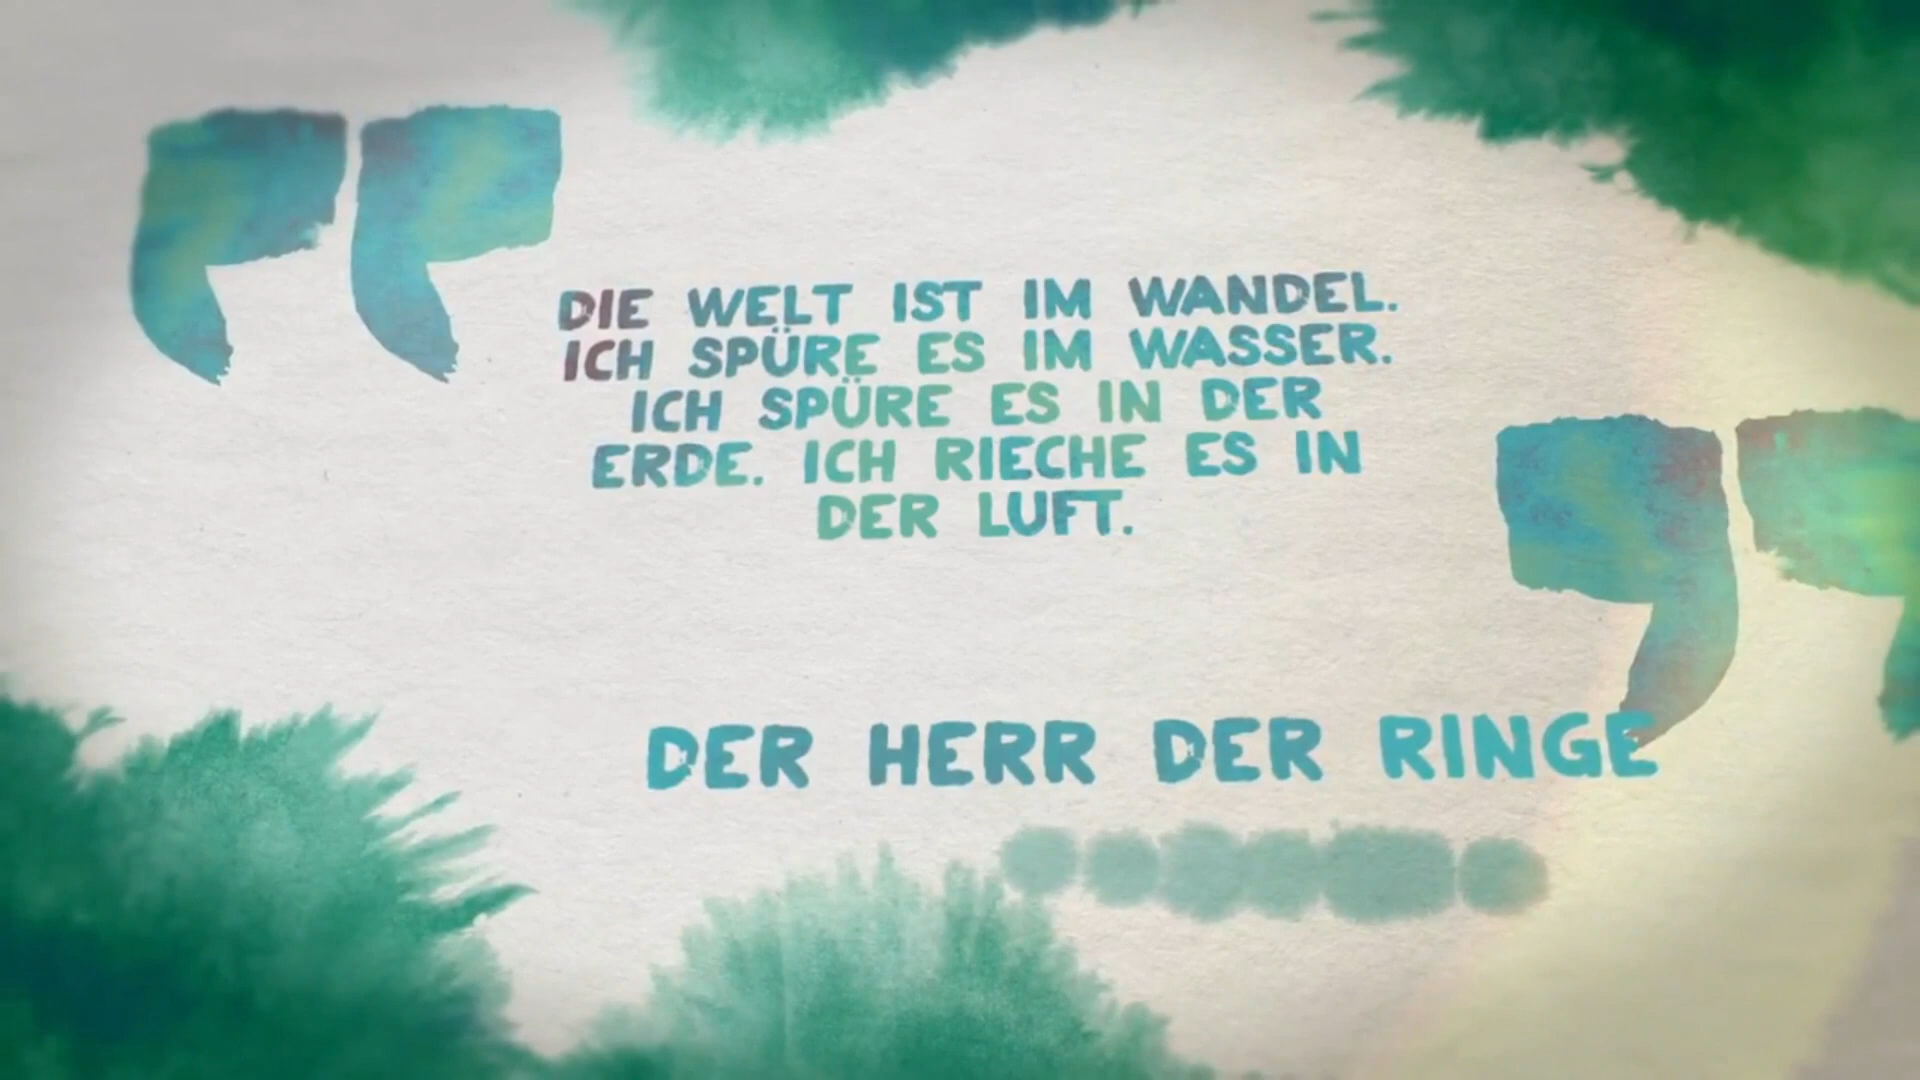 DIE WELT IST IM WANDEL.
ICH SPÜRE ES IM WASSER.
ICH SPÜRE ES IN DER
ERDE. ICH RIECHE ES IN
DER LUFT.
DER HERR DER RINGE